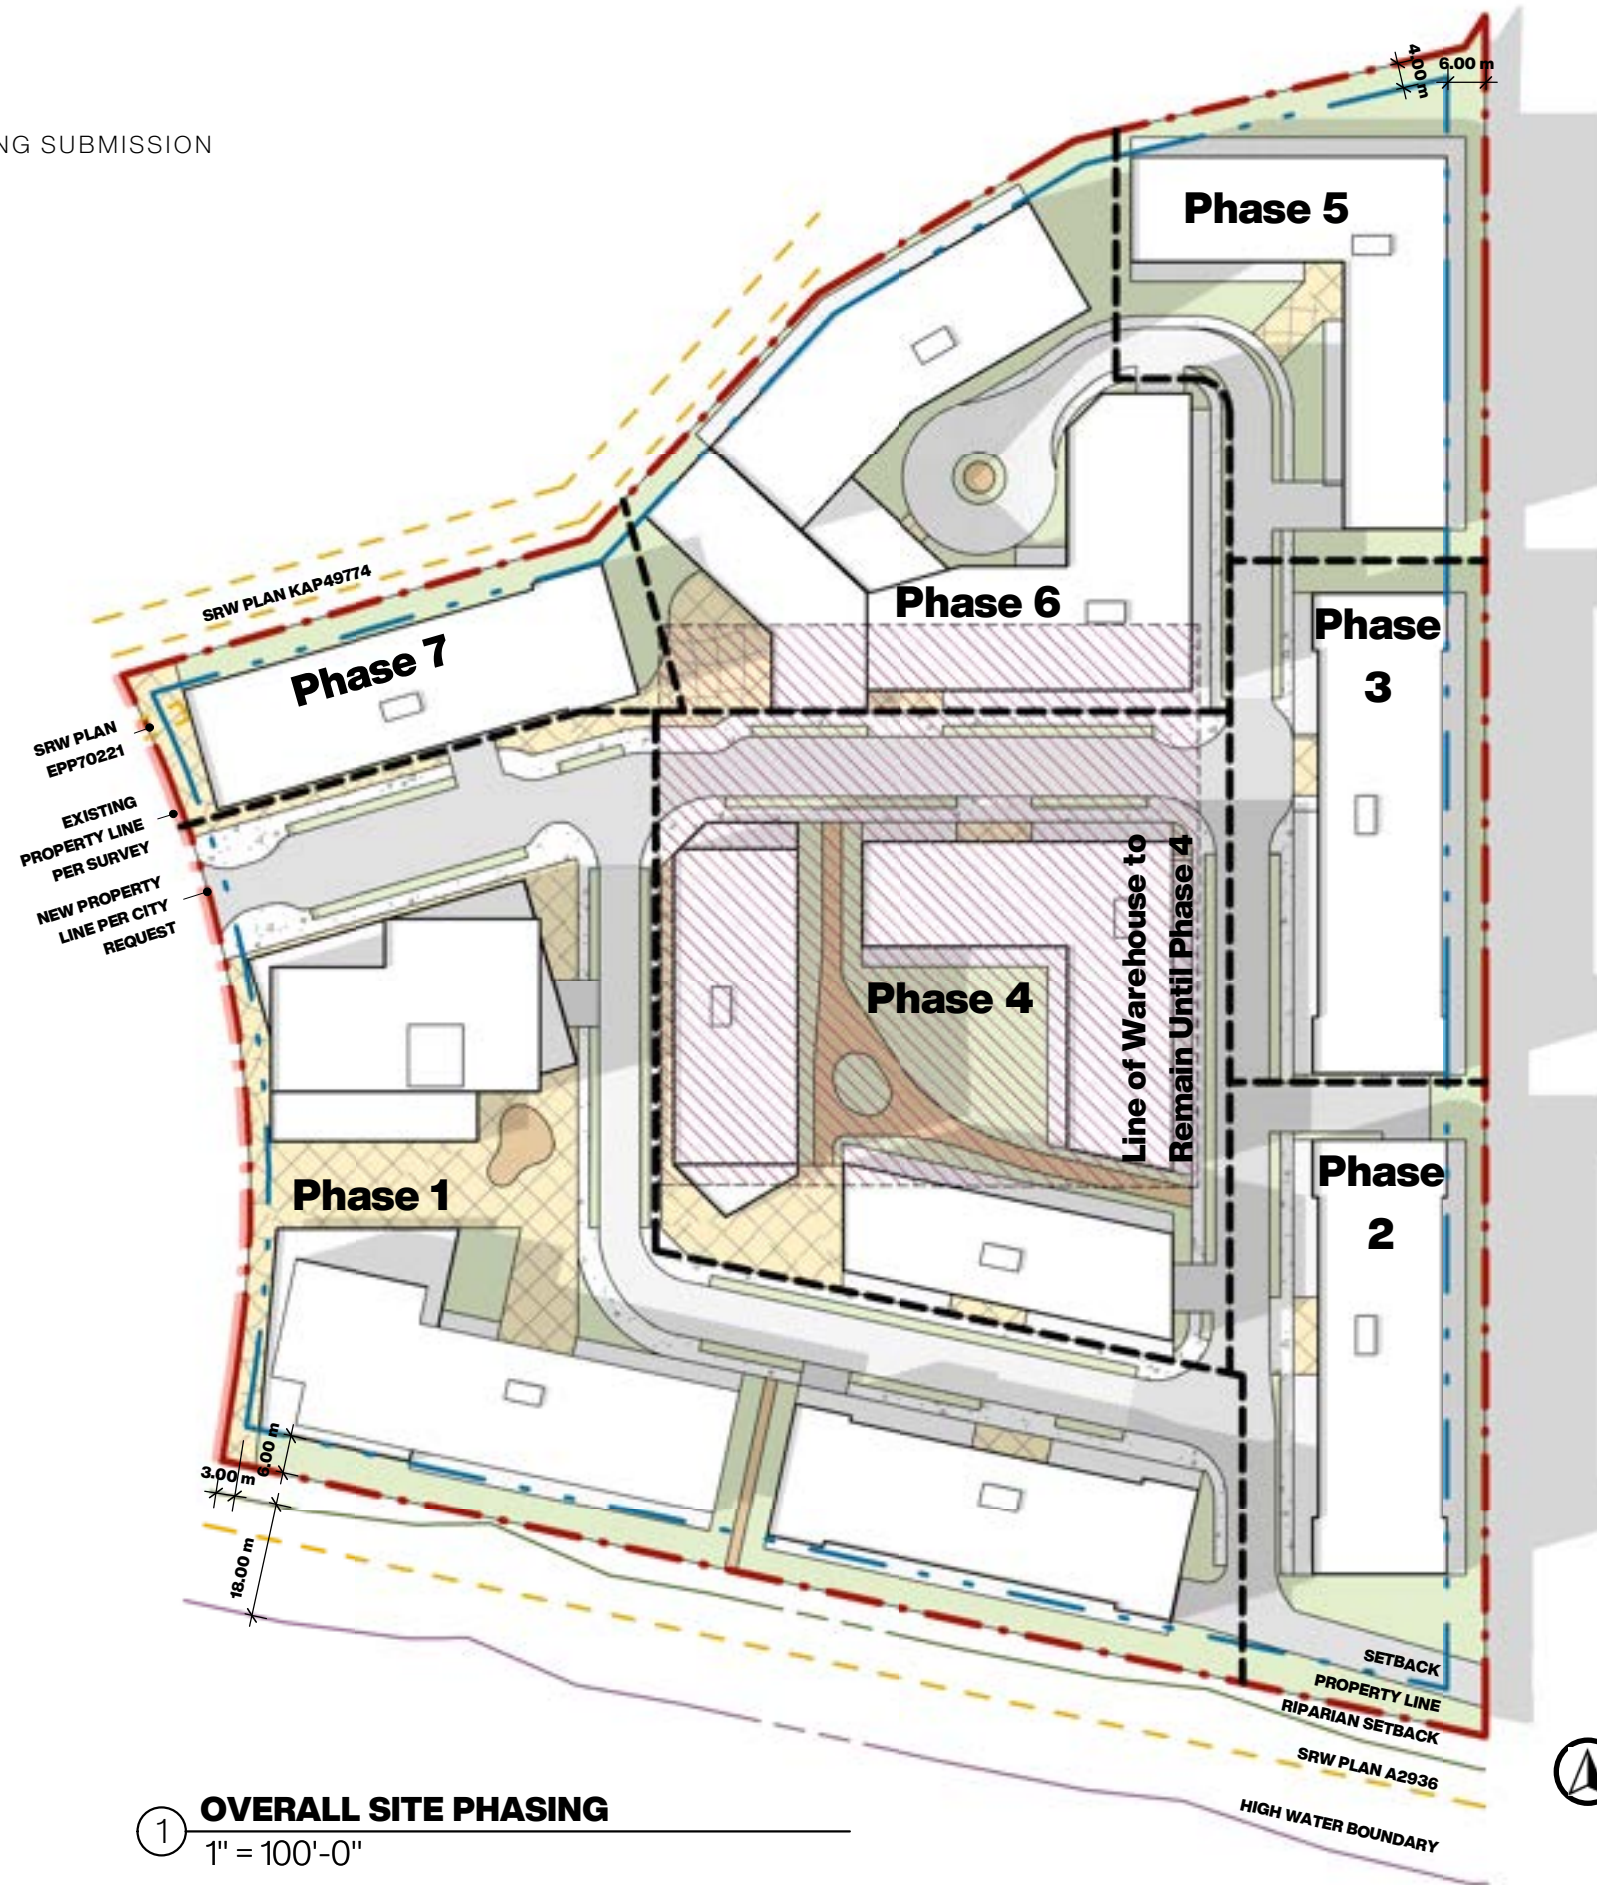 NG SUBMISSION
4.00 m
6.00 m
Phase 5
SRW PLAN KAP49774
Phase 6
Phase
3
Phase 7
SRW PLAN
EPP70221
EXISTING
PROPERTY LINE
PER SURVEY
NEW PROPERTY
LINE PER CITY
REQUEST
Line of Warehouse to
Remain Until Phase 4
Phase 4
Phase 1
Phase
2
6.00 m
3.00 m
18.00 m
SETBACK
PROPERTY LINE
RIPARIAN SETBACK
SRW PLAN A2936
HIGH WATER BOUNDARY
1
OVERALL SITE PHASING
1" = 100'-0"